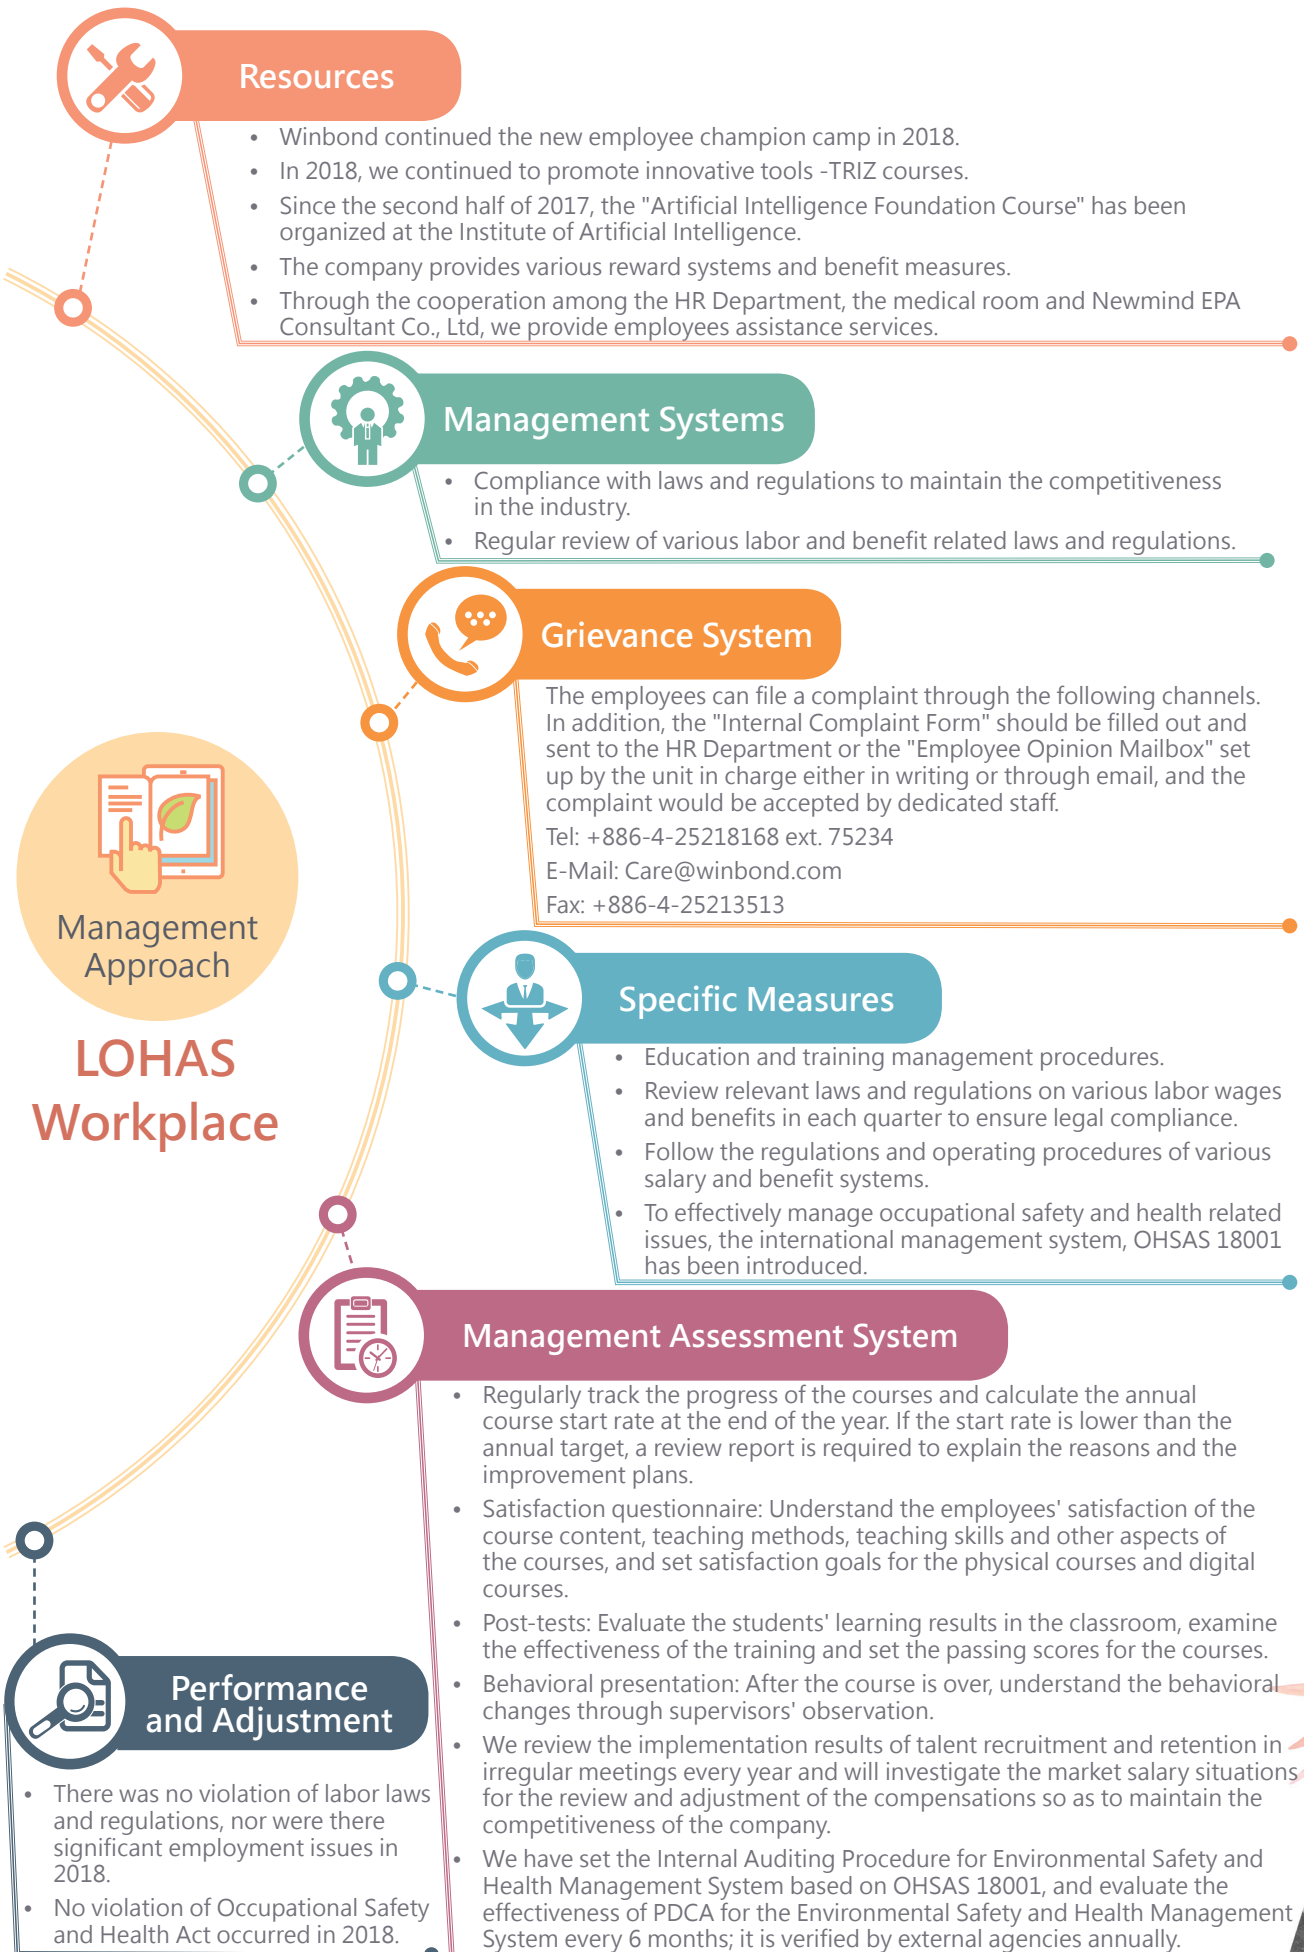 Resources
• Winbond continued the new employee champion camp in 2018.
• In 2018, we continued to promote innovative tools -TRIZ courses.
• Since the second half of 2017, the "Artificial Intelligence Foundation Course" has been
organized at the Institute of Artificial Intelligence.
• The company provides various reward systems and benefit measures.
• Through the cooperation among the HR Department, the medical room and Newmind EPA
Consultant Co., Ltd, we provide employees assistance services.
Management Systems
• Compliance with laws and regulations to maintain the competitiveness
in the industry.
• Regular review of various labor and benefit related laws and regulations.
Grievance System
The employees can file a complaint through the following channels.
In addition, the "Internal Complaint Form" should be filled out and
sent to the HR Department or the "Employee Opinion Mailbox" set
up by the unit in charge either in writing or through email, and the
complaint would be accepted by dedicated staff.
Tel: +886-4-25218168 ext. 75234
E-Mail: Care@winbond.com
Fax: +886-4-25213513
Management
Approach
LOHAS
Workplace
Specific Measures
• Education and training management procedures.
• Review relevant laws and regulations on various labor wages
and benefits in each quarter to ensure legal compliance.
• Follow the regulations and operating procedures of various
salary and benefit systems.
• To effectively manage occupational safety and health related
issues, the international management system, OHSAS 18001
has been introduced.
Management Assessment System
• Regularly track the progress of the courses and calculate the annual
course start rate at the end of the year. If the start rate is lower than the
annual target, a review report is required to explain the reasons and the
improvement plans.
• Satisfaction questionnaire: Understand the employees' satisfaction of the
course content, teaching methods, teaching skills and other aspects of
the courses, and set satisfaction goals for the physical courses and digital
courses.
• Post-tests: Evaluate the students' learning results in the classroom, examine
the effectiveness of the training and set the passing scores for the courses.
• Behavioral presentation: After the course is over, understand the behavioral
changes through supervisors' observation.
• We review the implementation results of talent recruitment and retention in
irregular meetings every year and will investigate the market salary situations
for the review and adjustment of the compensations so as to maintain the
competitiveness of the company.
• We have set the Internal Auditing Procedure for Environmental Safety and
Health Management System based on OHSAS 18001, and evaluate the
effectiveness of PDCA for the Environmental Safety and Health Management
System every 6 months; it is verified by external agencies annually.
Performance
and Adjustment
• There was no violation of labor laws
and regulations, nor were there
significant employment issues in
2018.
• No violation of Occupational Safety
and Health Act occurred in 2018.